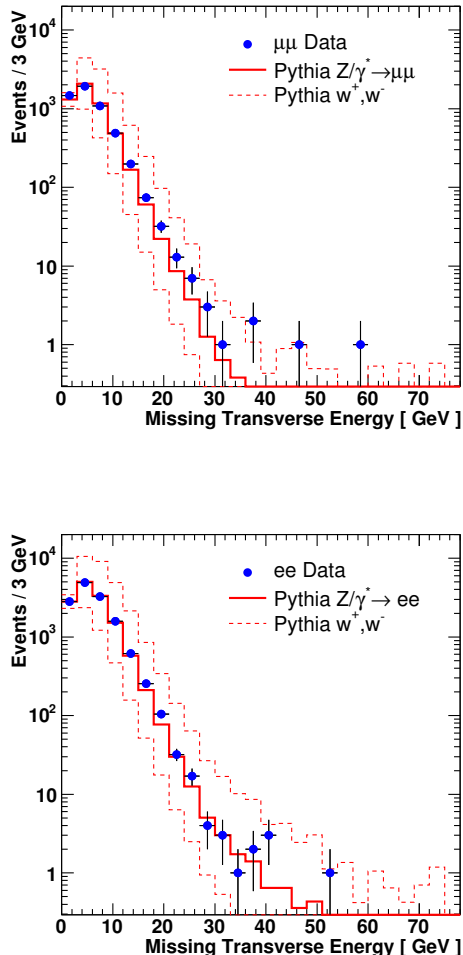 Events / 3 GeV
10⁴
10³
10²
10
1
μμ Data
Pythia Z/γ*→μμ
Pythia w⁺,w⁻
0 10 20 30 40 50 60 70
Missing Transverse Energy [ GeV ]
Events / 3 GeV
10⁴
10³
10²
10
1
ee Data
Pythia Z/γ*→ ee
Pythia w⁺,w⁻
0 10 20 30 40 50 60 70
Missing Transverse Energy [ GeV ]